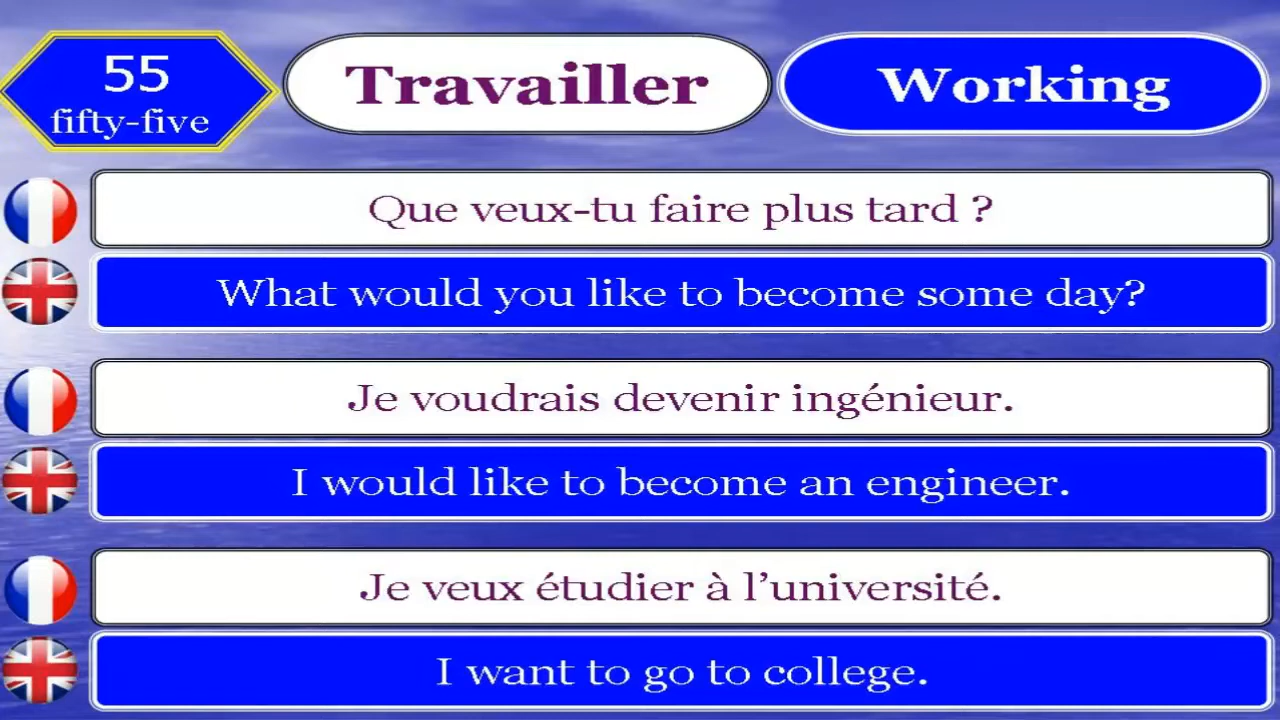 55
fifty-five
Travailler
Working
Que veux-tu faire plus tard ?
What would you like to become some day?
Je voudrais devenir ingénieur.
I would like to become an engineer.
Je veux étudier à l’université.
I want to go to college.